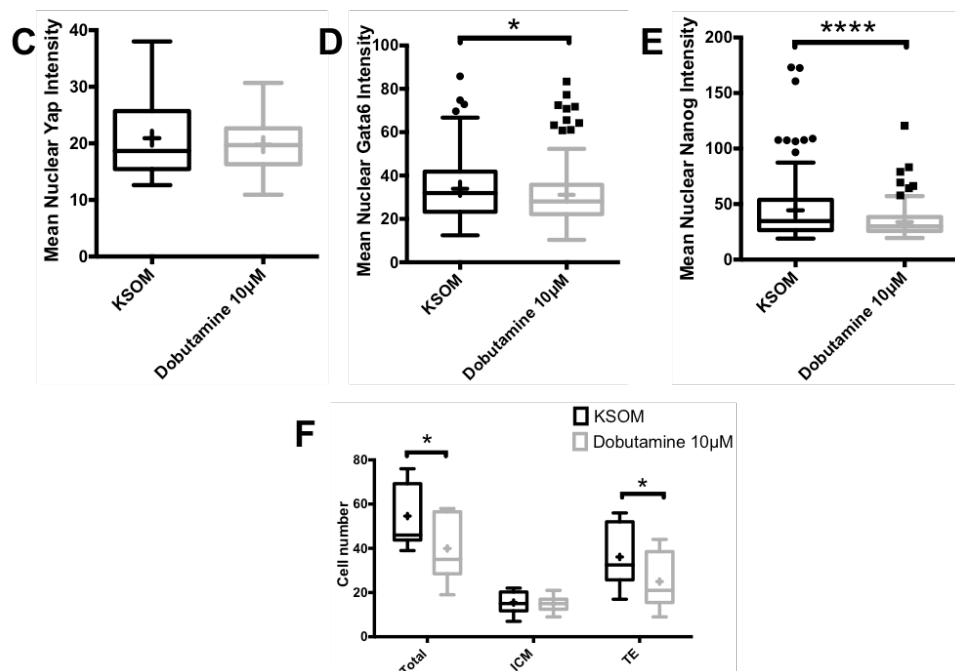 C
Mean Nuclear Yap Intensity
40
30
20
10
0
KSOM
Dobutamine 10µM
D
Mean Nuclear Gata6 Intensity
*
100
80
60
40
20
0
KSOM
Dobutamine 10µM
E
Mean Nuclear Nanog Intensity
****
200
150
100
50
0
KSOM
Dobutamine 10µM
F
KSOM
Dobutamine 10µM
Cell number
80
60
40
20
0
*
*
Total
ICM
TE